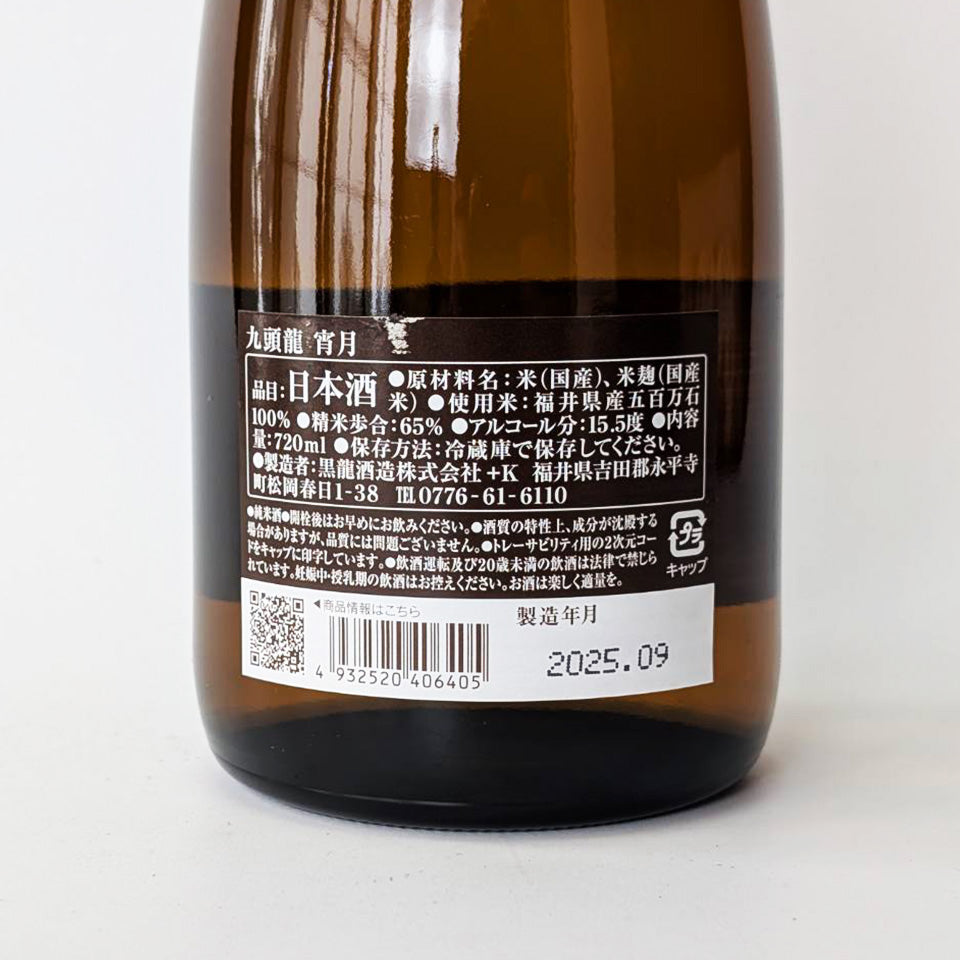 九頭龍 宵月
品目:日本酒 ●原材料名:米(国産)、米麹(国産
米) ●使用米:福井県産五百万石
100% ●精米歩合:65% ●アルコール分:15.5度 ●内容
量:720ml ●保存方法:冷蔵庫で保存してください。
●製造者:黒龍酒造株式会社 +K 福井県吉田郡永平寺
町松岡春日1-38 TEL0776-61-6110
●純米酒●開栓後はお早めにお飲みください。●酒質の特性上、成分が沈殿する
場合がありますが、品質には問題ございません。●トレーサビリティ用の2次元コー
ドをキャップに印字しています。●飲酒運転及び20歳未満の飲酒は法律で禁じら
れています。妊娠中・授乳期の飲酒はお控えください。お酒は楽しく適量を。
プラ
キャップ
◀商品情報はこちら
製造年月
4 932520 406405
2025.09